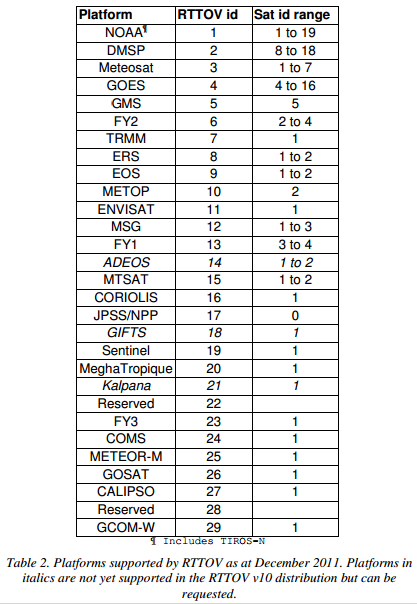 Platform RTTOV id Sat id range
NOAA¶ 1 1 to 19
DMSP 2 8 to 18
Meteosat 3 1 to 7
GOES 4 4 to 16
GMS 5 5
FY2 6 2 to 4
TRMM 7 1
ERS 8 1 to 2
EOS 9 1 to 2
METOP 10 2
ENVISAT 11 1
MSG 12 1 to 3
FY1 13 3 to 4
ADEOS 14 1 to 2
MTSAT 15 1 to 2
CORIOLIS 16 1
JPSS/NPP 17 0
GIFTS 18 1
Sentinel 19 1
MeghaTropique 20 1
Kalpana 21 1
Reserved 22
FY3 23 1
COMS 24 1
METEOR-M 25 1
GOSAT 26 1
CALIPSO 27 1
Reserved 28
GCOM-W 29 1
¶ Includes TIROS-N
Table 2. Platforms supported by RTTOV as at December 2011. Platforms in
italics are not yet supported in the RTTOV v10 distribution but can be
requested.